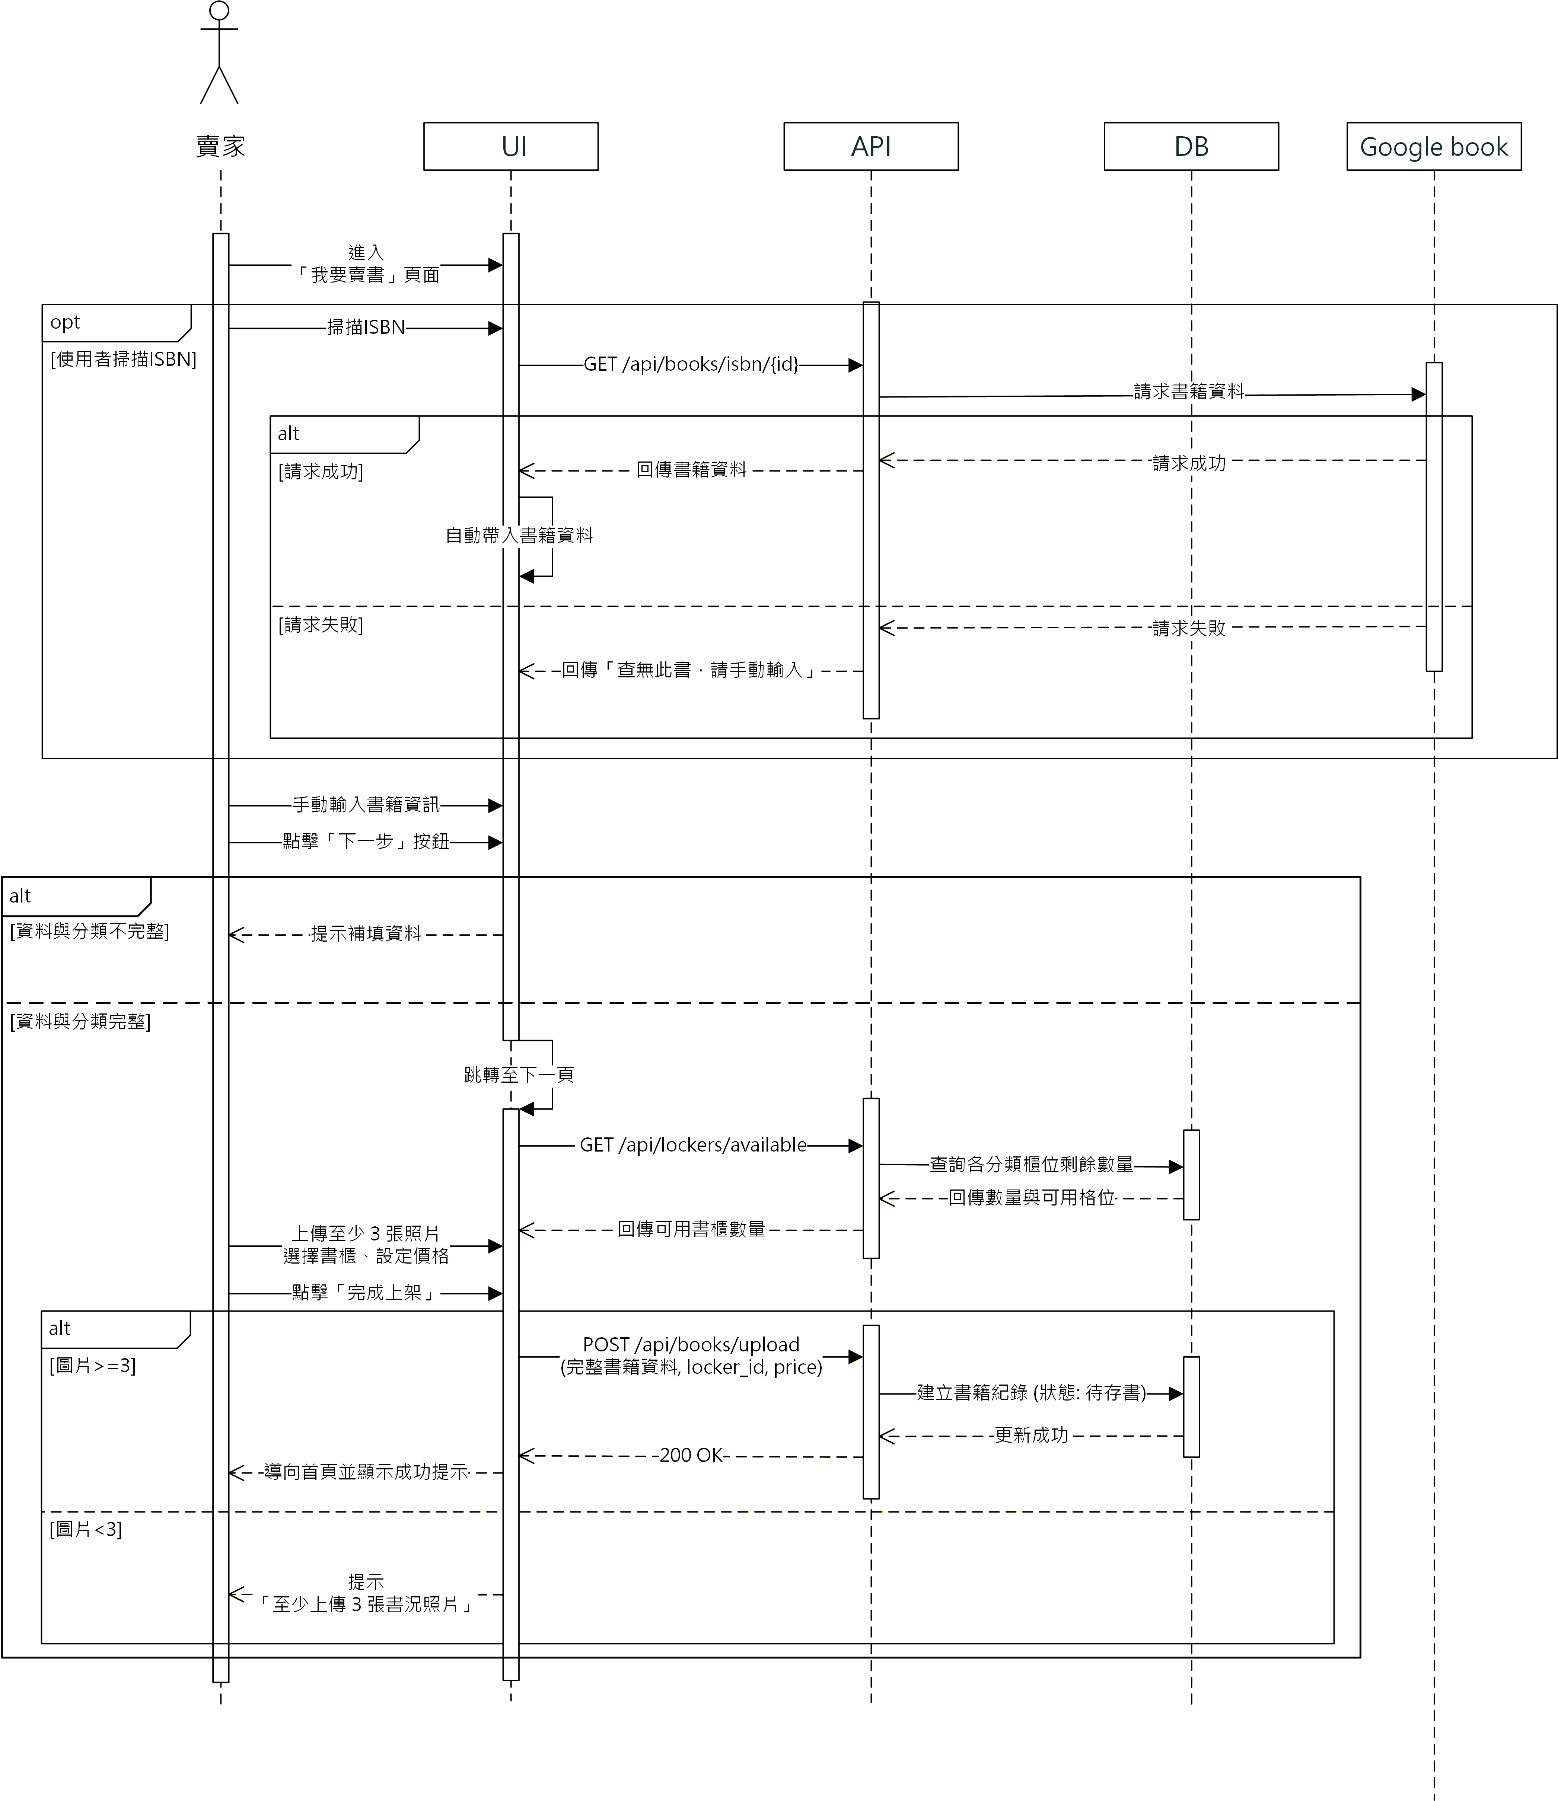 賣家
UI
API
DB
Google book
進入
「我要賣書」頁面
opt
[使用者掃描ISBN]
掃描ISBN
GET /api/books/isbn/{id}
請求書籍資料
alt
[請求成功]
請求成功
回傳書籍資料
自動帶入書籍資料
[請求失敗]
請求失敗
回傳「查無此書，請手動輸入」
手動輸入書籍資訊
點擊「下一步」按鈕
alt
[資料與分類不完整]
提示補填資料
[資料與分類完整]
跳轉至下一頁
GET /api/lockers/available
查詢各分類櫃位剩餘數量
回傳數量與可用格位
回傳可用書櫃數量
上傳至少 3 張照片
選擇書櫃、設定價格
點擊「完成上架」
alt
[圖片>=3]
POST /api/books/upload
(完整書籍資料, locker_id, price)
建立書籍紀錄 (狀態: 待存書)
更新成功
200 OK
導向首頁並顯示成功提示
[圖片<3]
提示
「至少上傳 3 張書況照片」